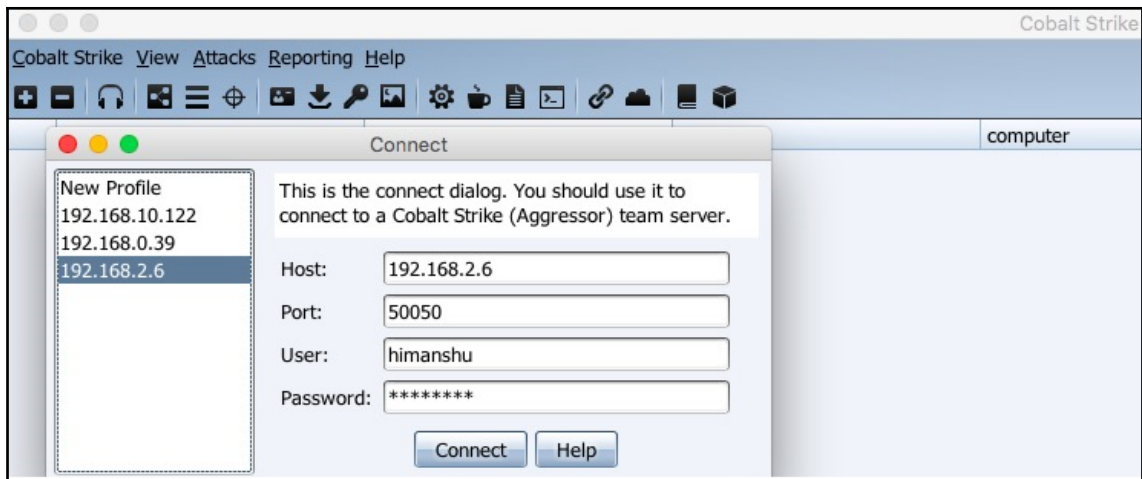 Cobalt Strike
Cobalt Strike View Attacks Reporting Help
computer
Connect
New Profile
192.168.10.122
192.168.0.39
192.168.2.6
This is the connect dialog. You should use it to
connect to a Cobalt Strike (Aggressor) team server.
Host: 192.168.2.6
Port: 50050
User: himanshu
Password: ********
Connect Help